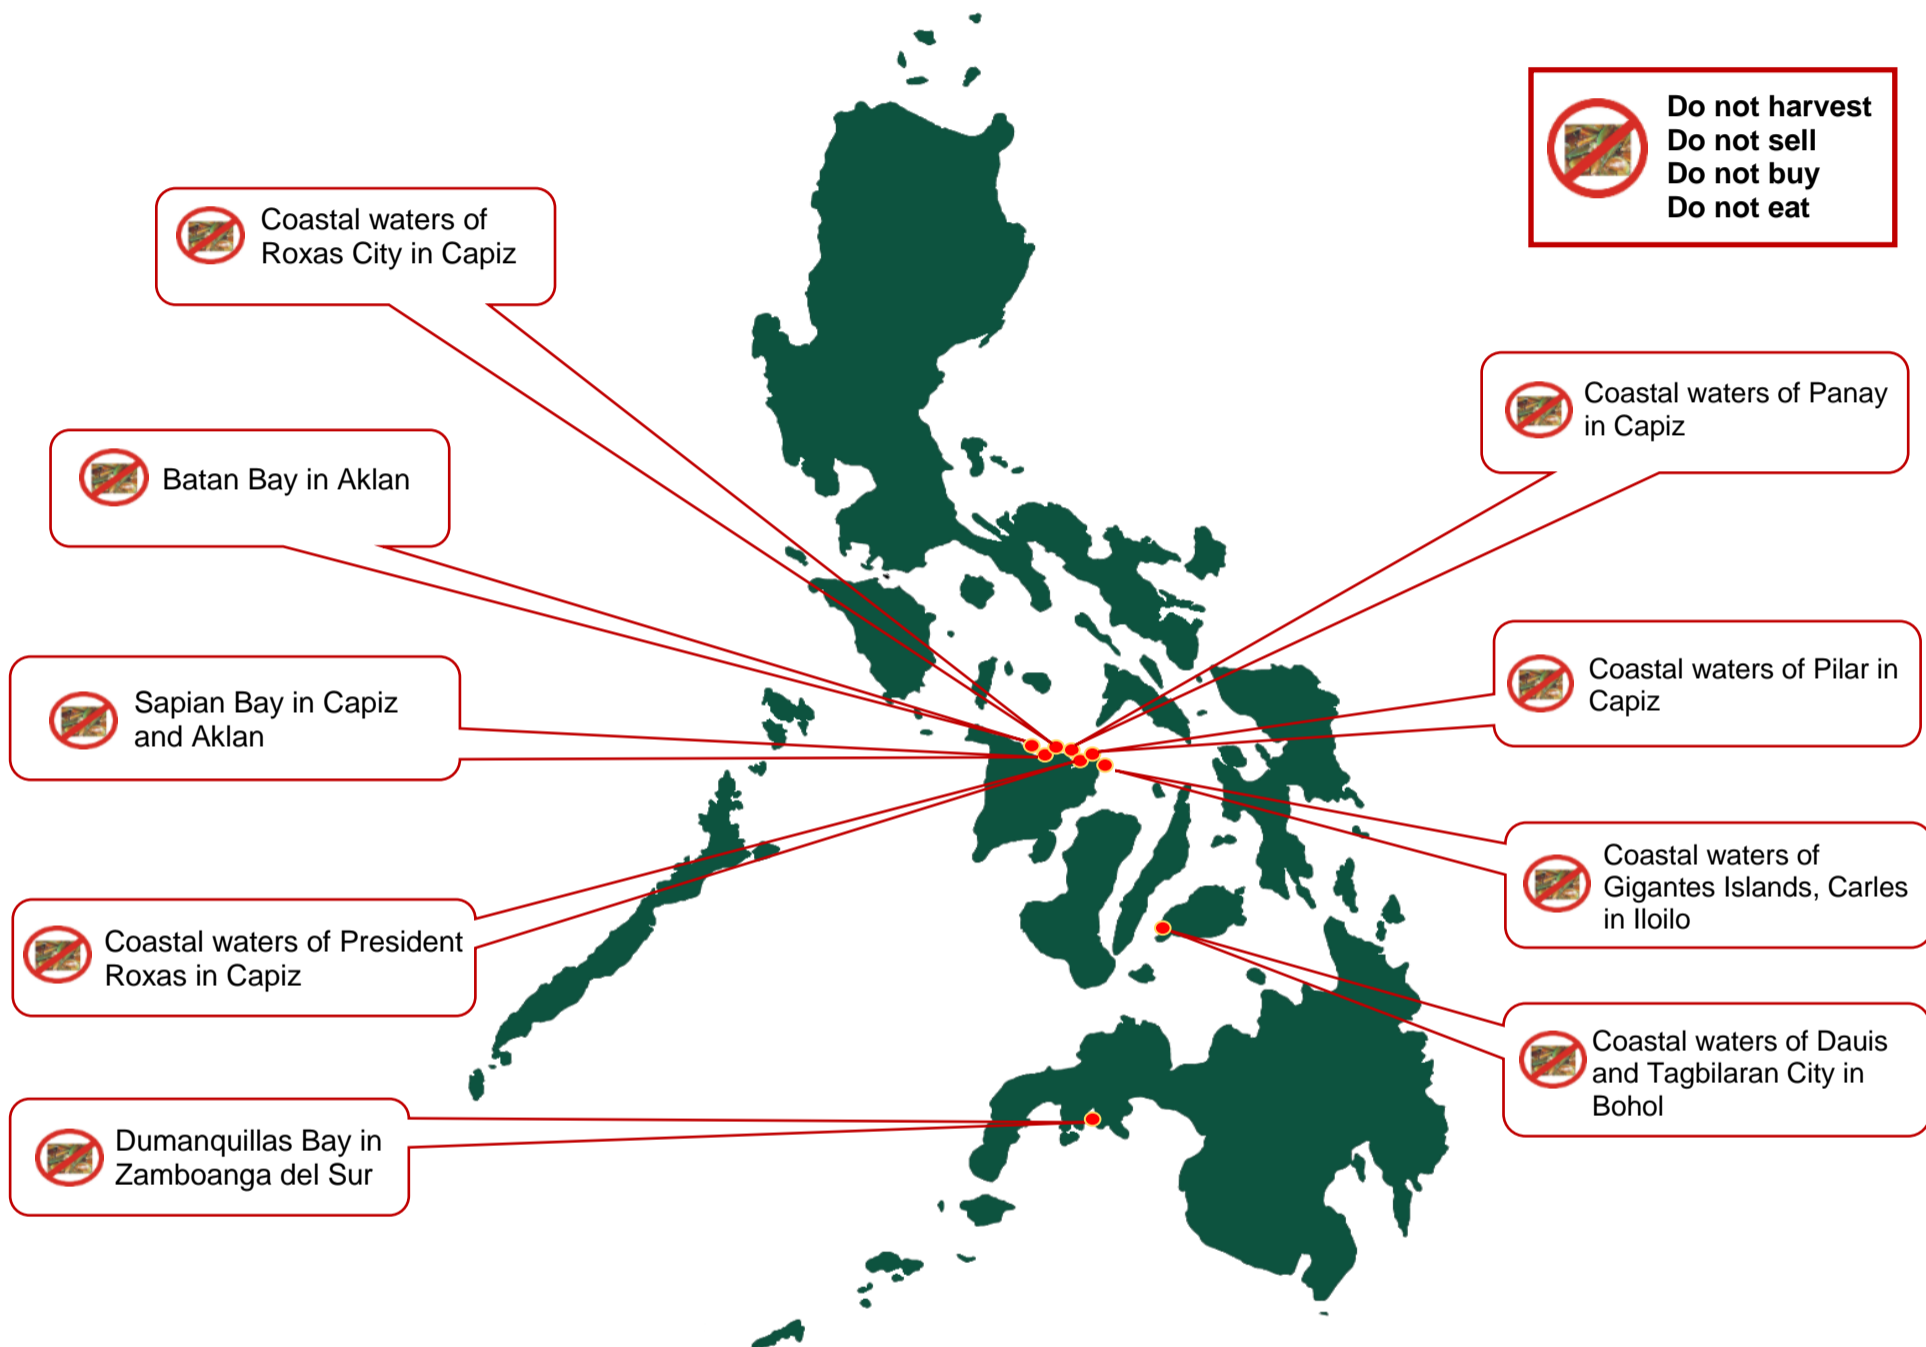 Do not harvest
Do not sell
Do not buy
Do not eat
Coastal waters of
Roxas City in Capiz
Batan Bay in Aklan
Sapian Bay in Capiz
and Aklan
Coastal waters of President
Roxas in Capiz
Dumanquillas Bay in
Zamboanga del Sur
Coastal waters of Panay
in Capiz
Coastal waters of Pilar in
Capiz
Coastal waters of
Gigantes Islands, Carles
in Iloilo
Coastal waters of Dauis
and Tagbilaran City in
Bohol